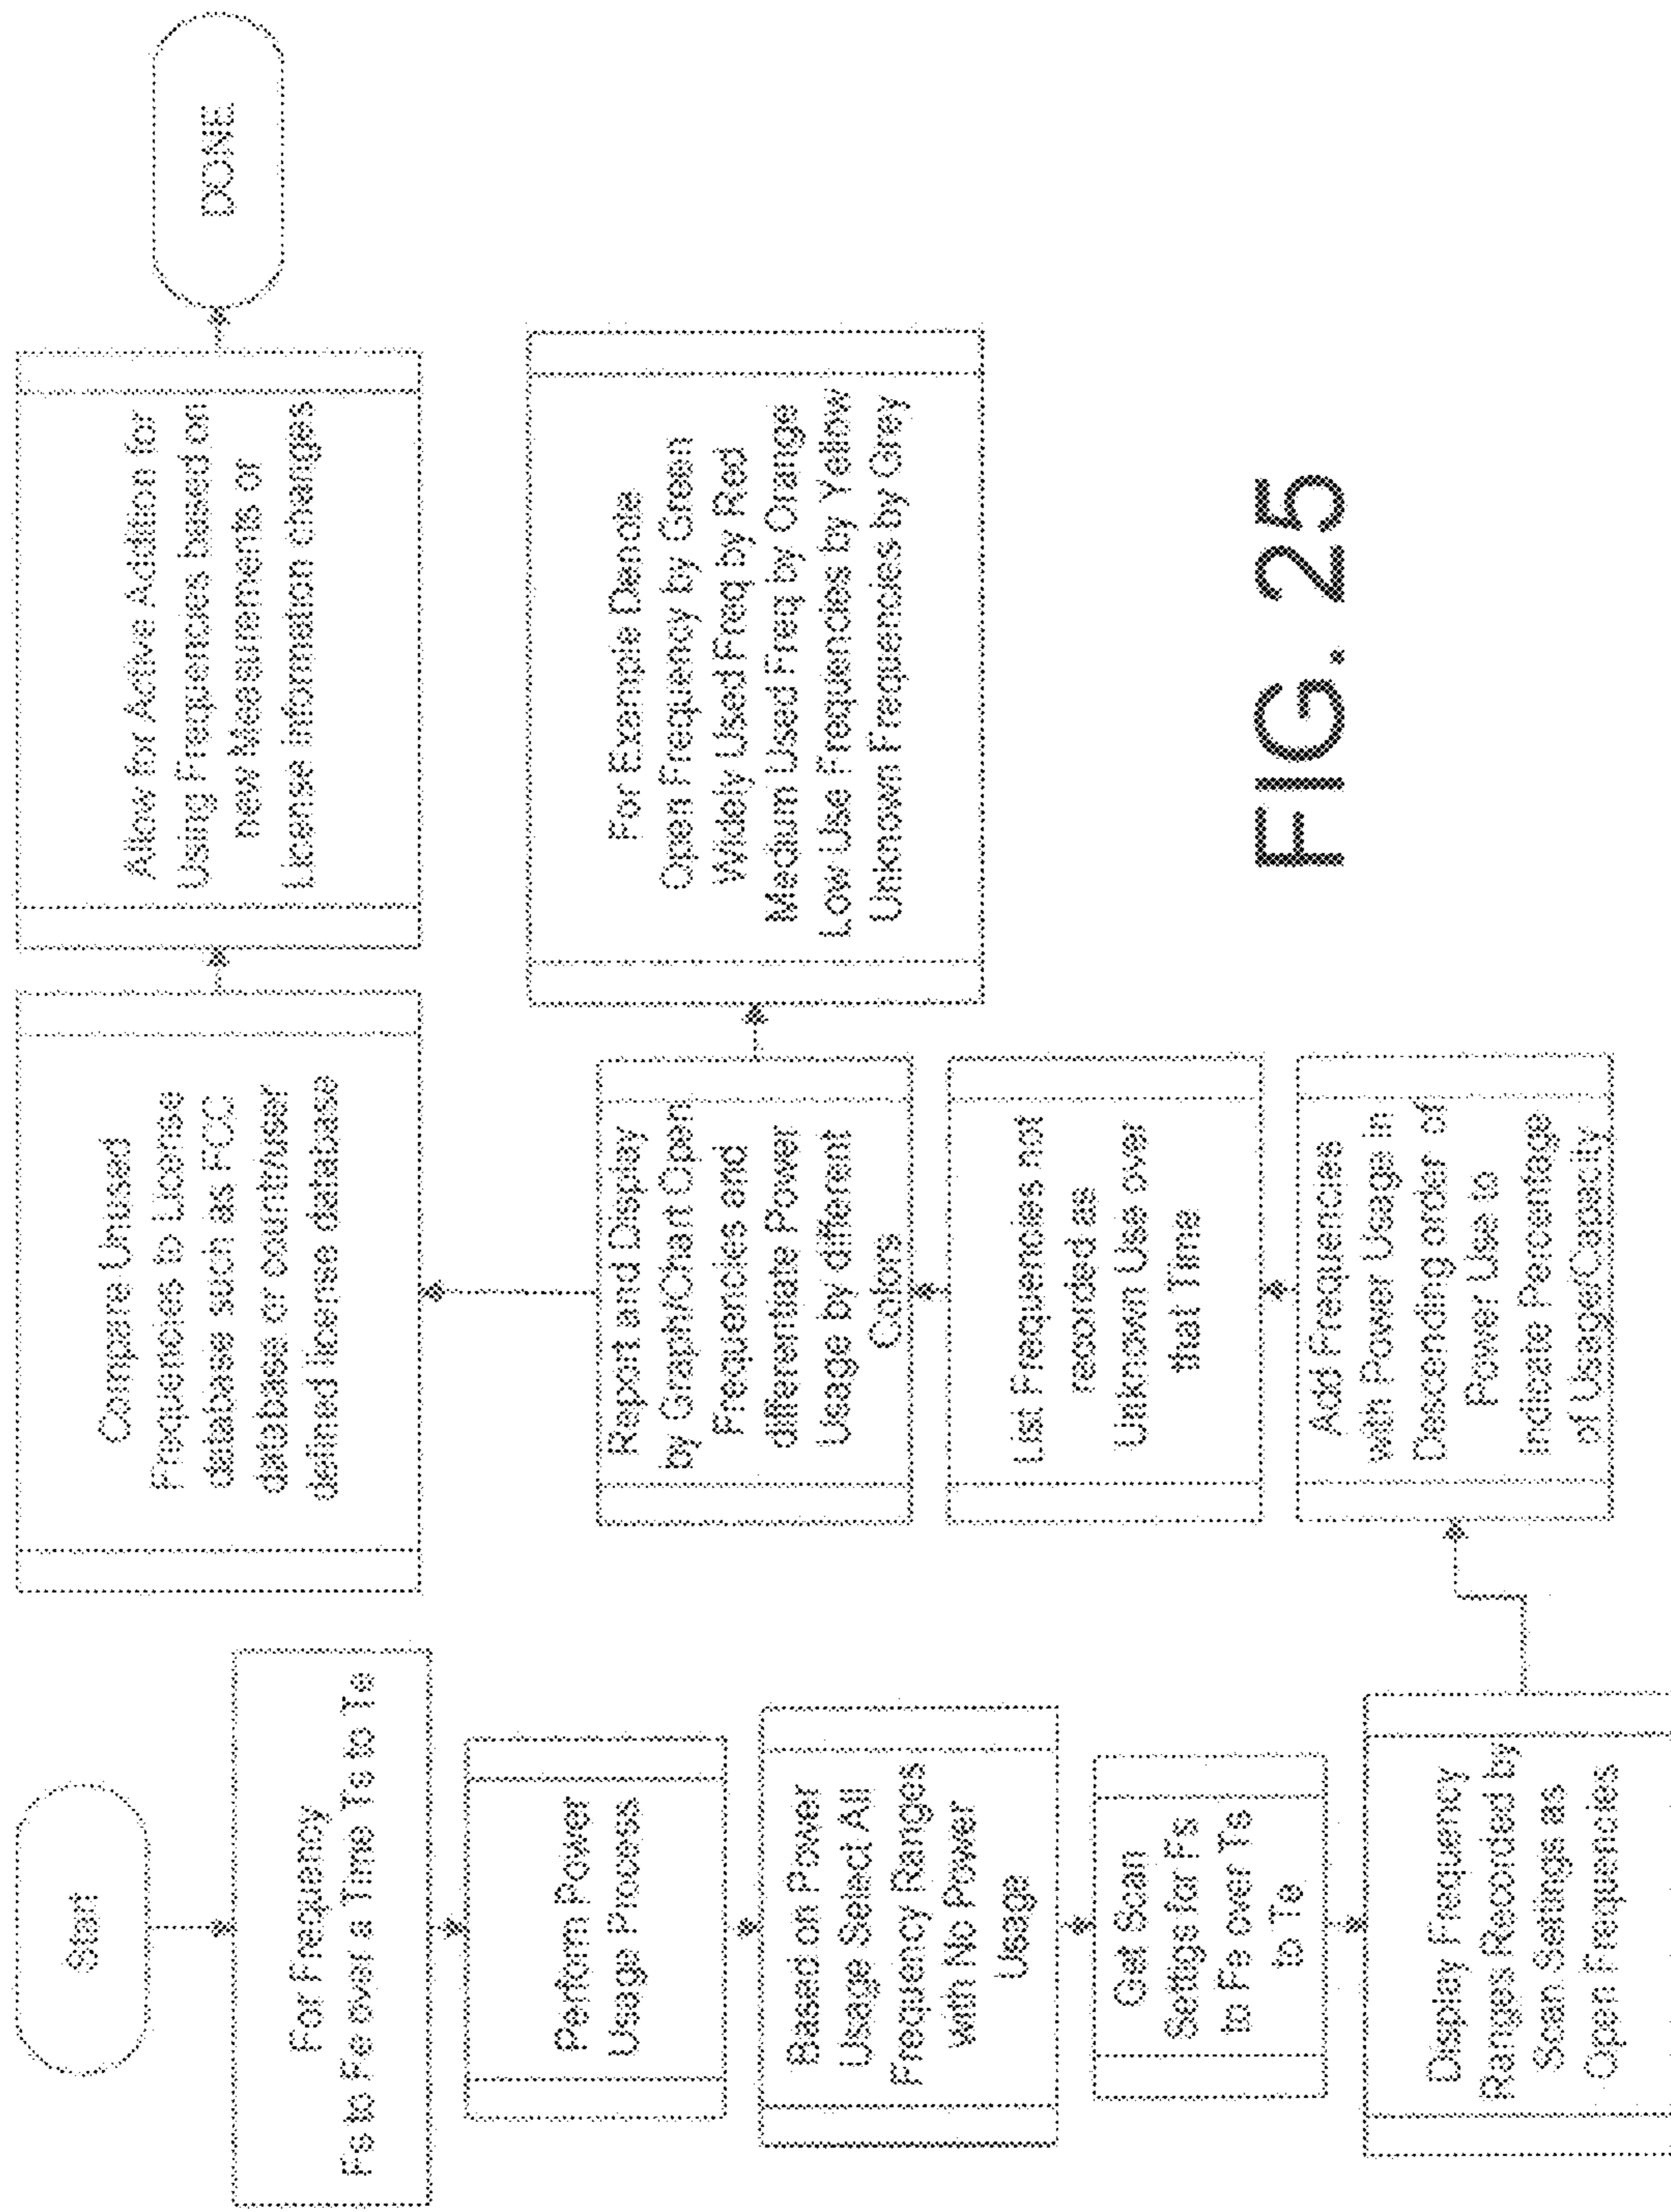 Start
For Frequency
Fs to Fe over a Time Ts to Te
Perform Power
Usage Process
Based on Power
Usage Select All
Frequency Ranges
with No Power
Usage
Get Scan
Settings for Fs
to Fe over Ts
to Te
Display Frequency
Ranges Recorded by
Scan Settings as
Open Frequencies
Add Frequencies
with Power Usage in
Descending order of
Power Use to
indicate Percentage
of Usage/Capacity
List Frequencies not
recorded as
Unknown Use over
that Time
Report and Display
by Graph/Chart Open
Frequencies and
differentiate Power
Usage by different
Colors
For Example Denote
Open Frequency by Green
Widely Used Freq by Red
Medium Used Freq by Orange
Low Use Frequencies by Yellow
Unknown Frequencies by Grey
Compare Unused
Frequencies to License
database such as FCC
database or country/user
defined license database
Allow for Active Addition for
Using Frequencies based on
new Measurements or
License information changes
DONE
FIG. 25